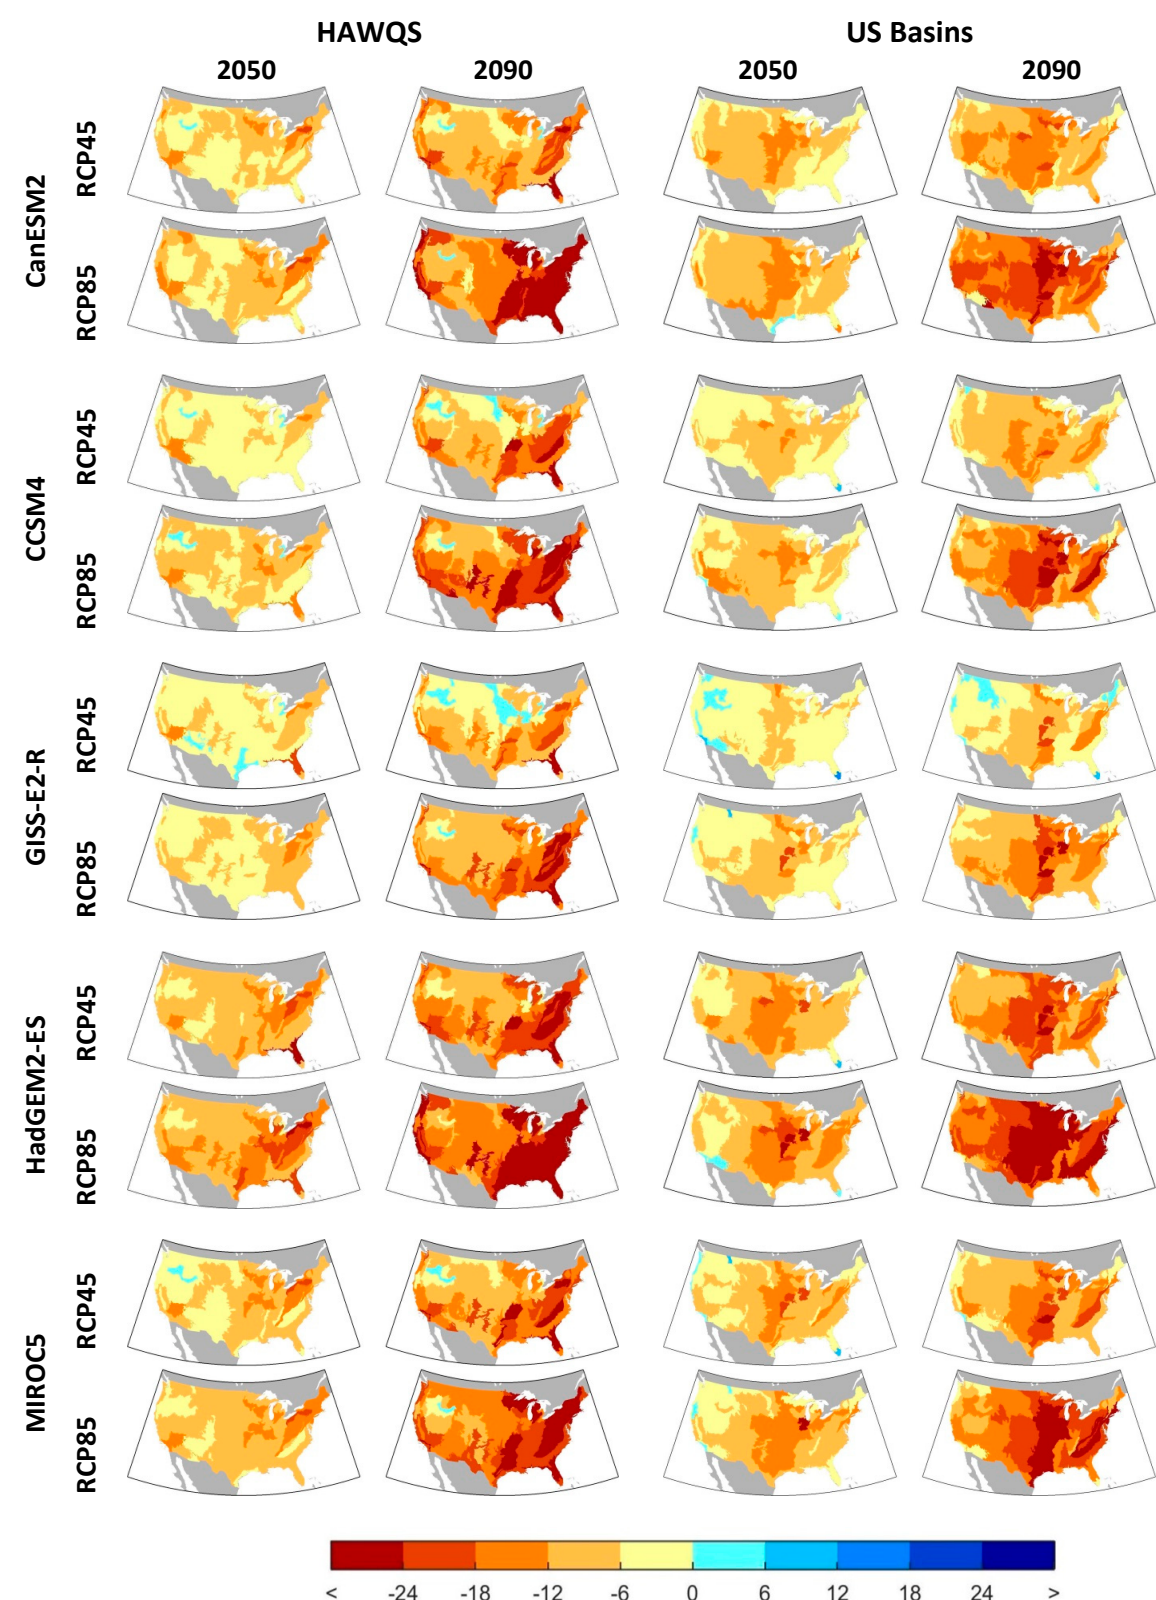 HAWQS US Basins
2050 2090 2050 2090
CanESM2
RCP45
RCP85
CCSM4
RCP45
RCP85
GISS-E2-R
RCP45
RCP85
HadGEM2-ES
RCP45
RCP85
MIROC5
RCP45
RCP85
< -24 -18 -12 -6 0 6 12 18 24 >